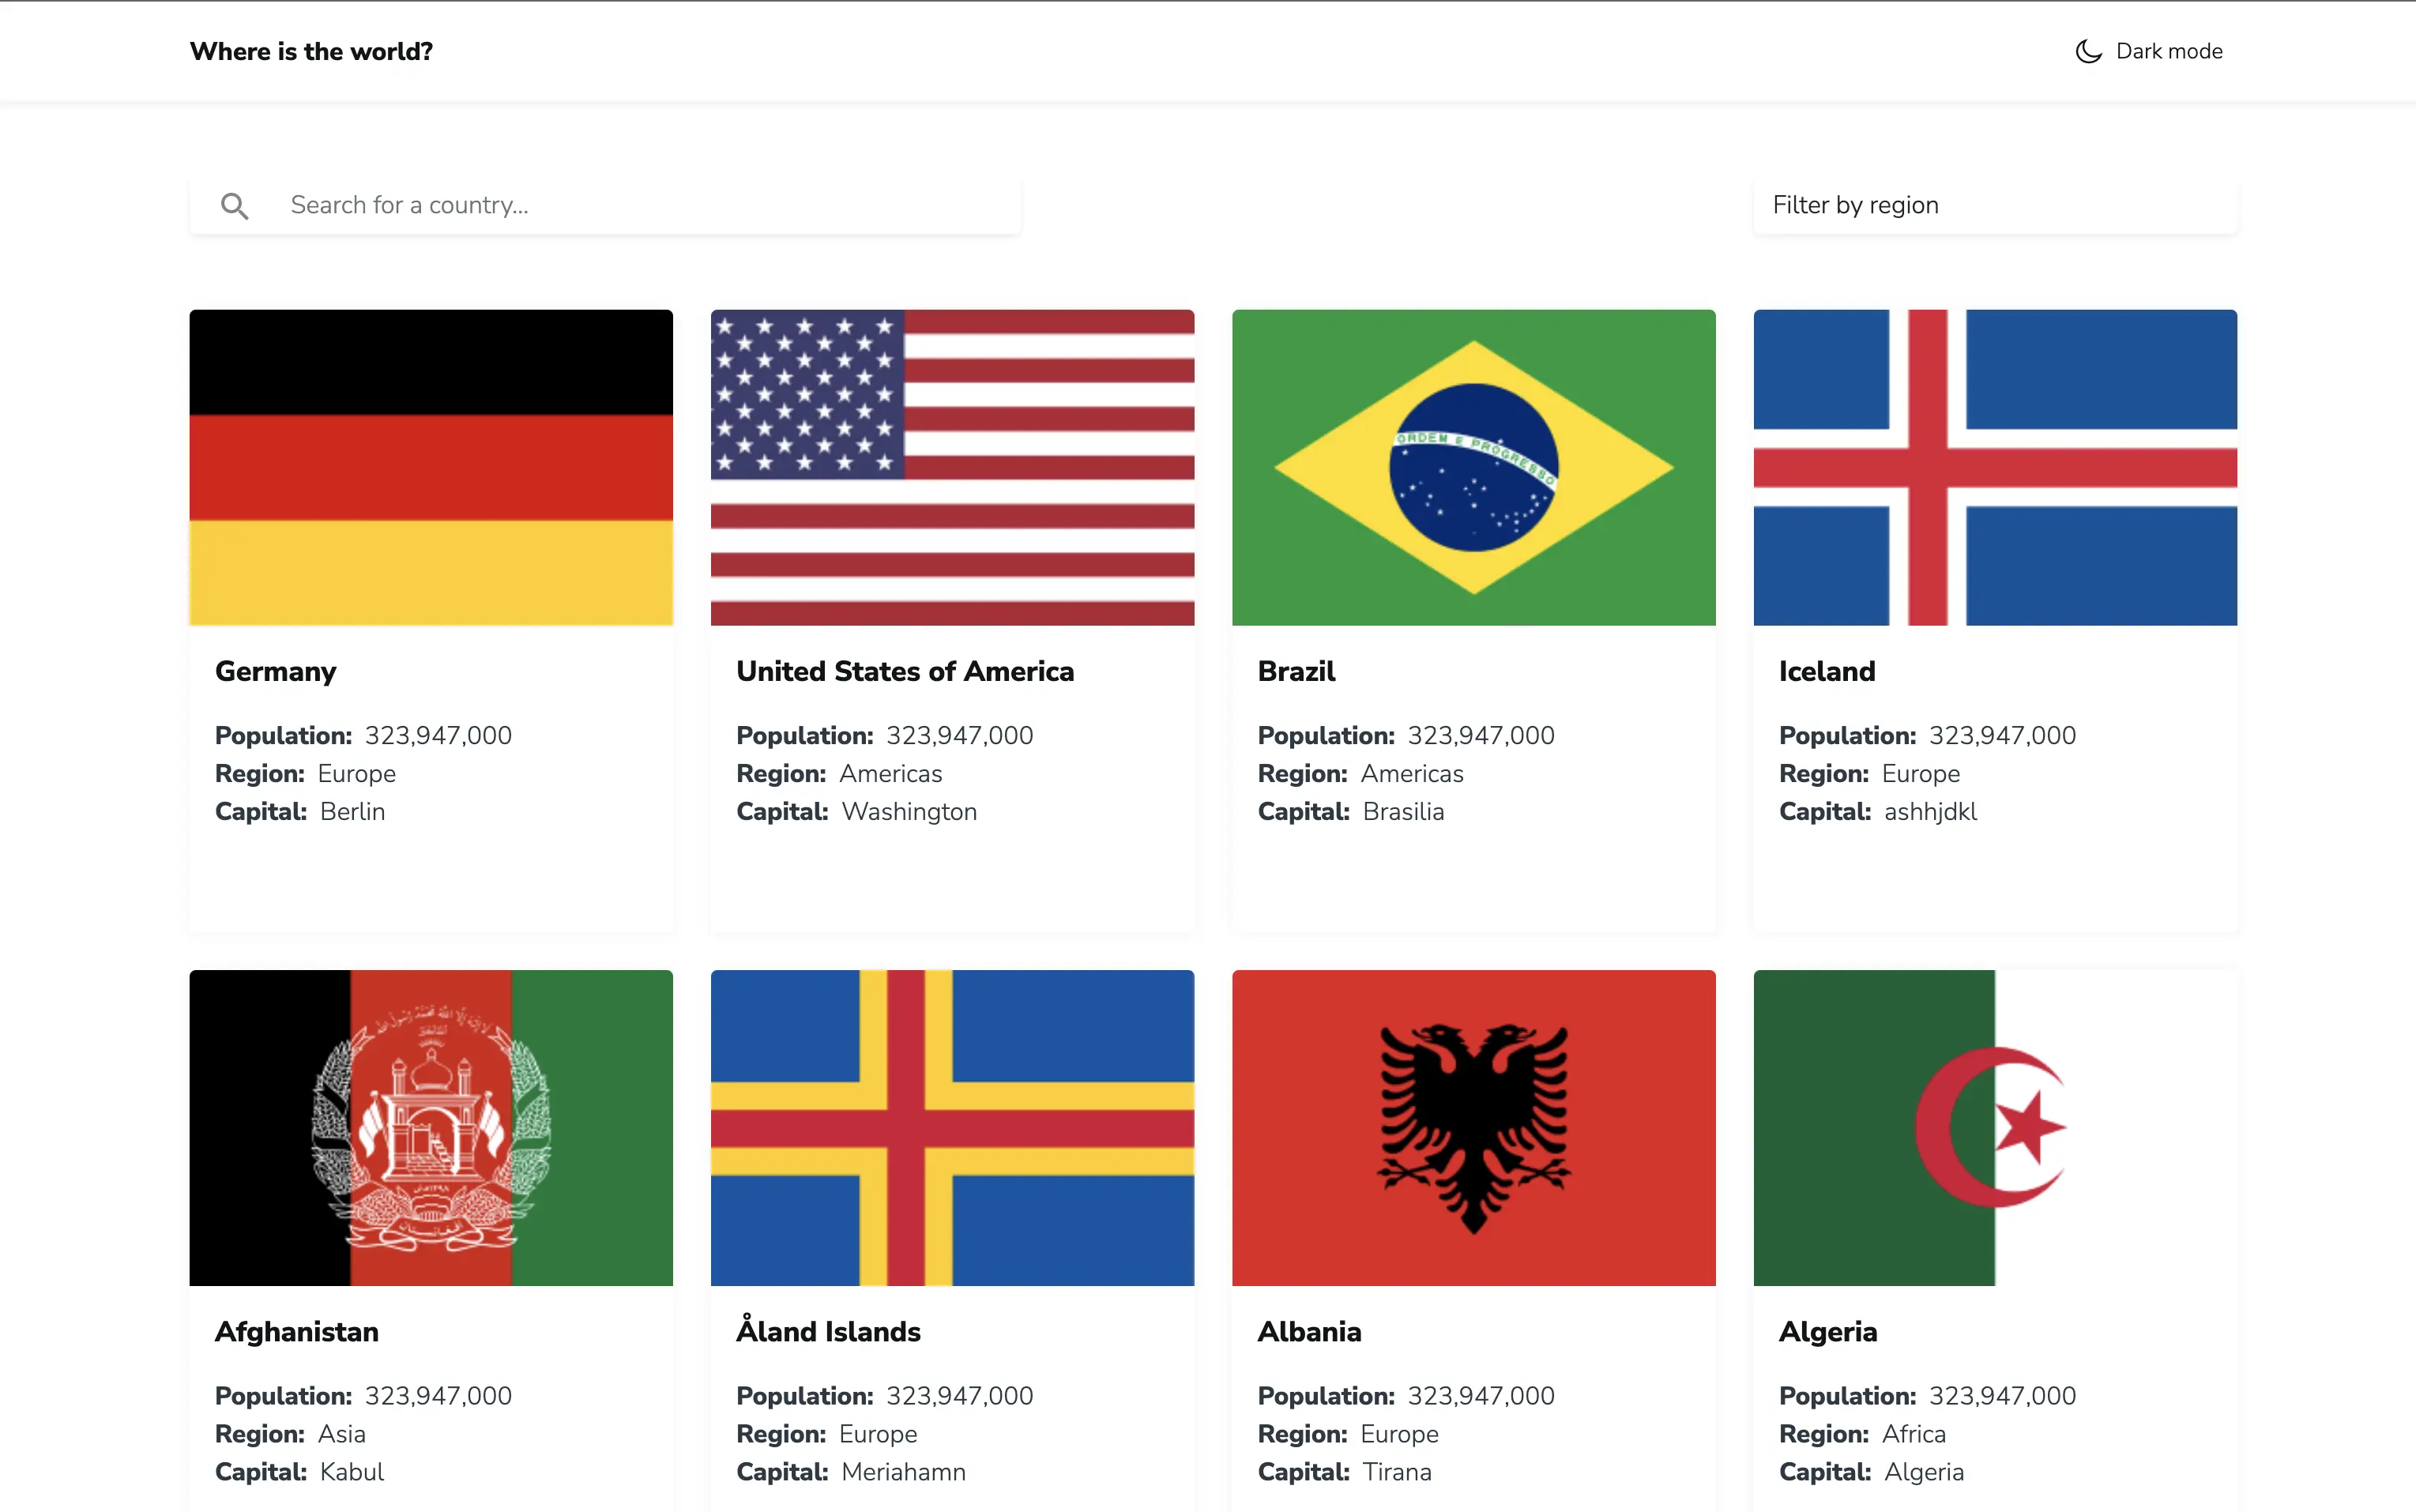 Where is the world?
Dark mode
Search for a country...
Filter by region
ORDEM E PROGRESSO
Germany
Population: 323,947,000
Region: Europe
Capital: Berlin
United States of America
Population: 323,947,000
Region: Americas
Capital: Washington
Brazil
Population: 323,947,000
Region: Americas
Capital: Brasilia
Iceland
Population: 323,947,000
Region: Europe
Capital: ashhjdkl
Afghanistan
Population: 323,947,000
Region: Asia
Capital: Kabul
Åland Islands
Population: 323,947,000
Region: Europe
Capital: Meriahamn
Albania
Population: 323,947,000
Region: Europe
Capital: Tirana
Algeria
Population: 323,947,000
Region: Africa
Capital: Algeria